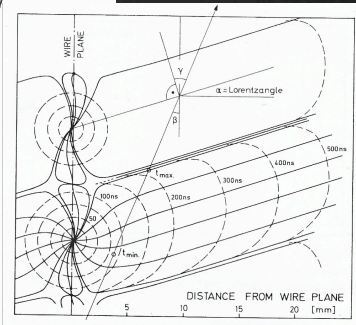 WIRE
PLANE
γ
α = Lorentzangle
β
t max.
500ns
400ns
300ns
200ns
100ns
50
t min.
DISTANCE FROM WIRE PLANE
5 10 15 20 [mm]